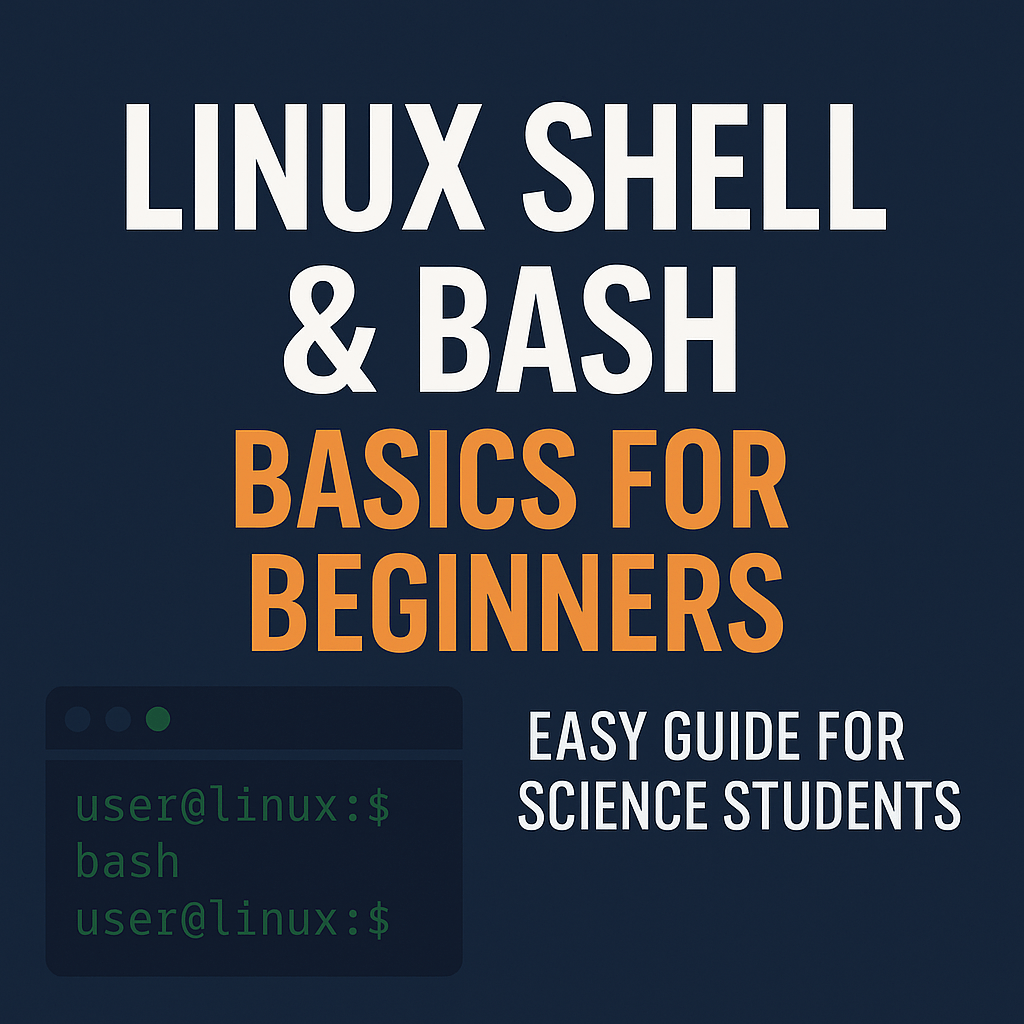 LINUX SHELL
& BASH
BASICS FOR
BEGINNERS
EASY GUIDE FOR
SCIENCE STUDENTS
user@linux:$
bash
user@linux:$